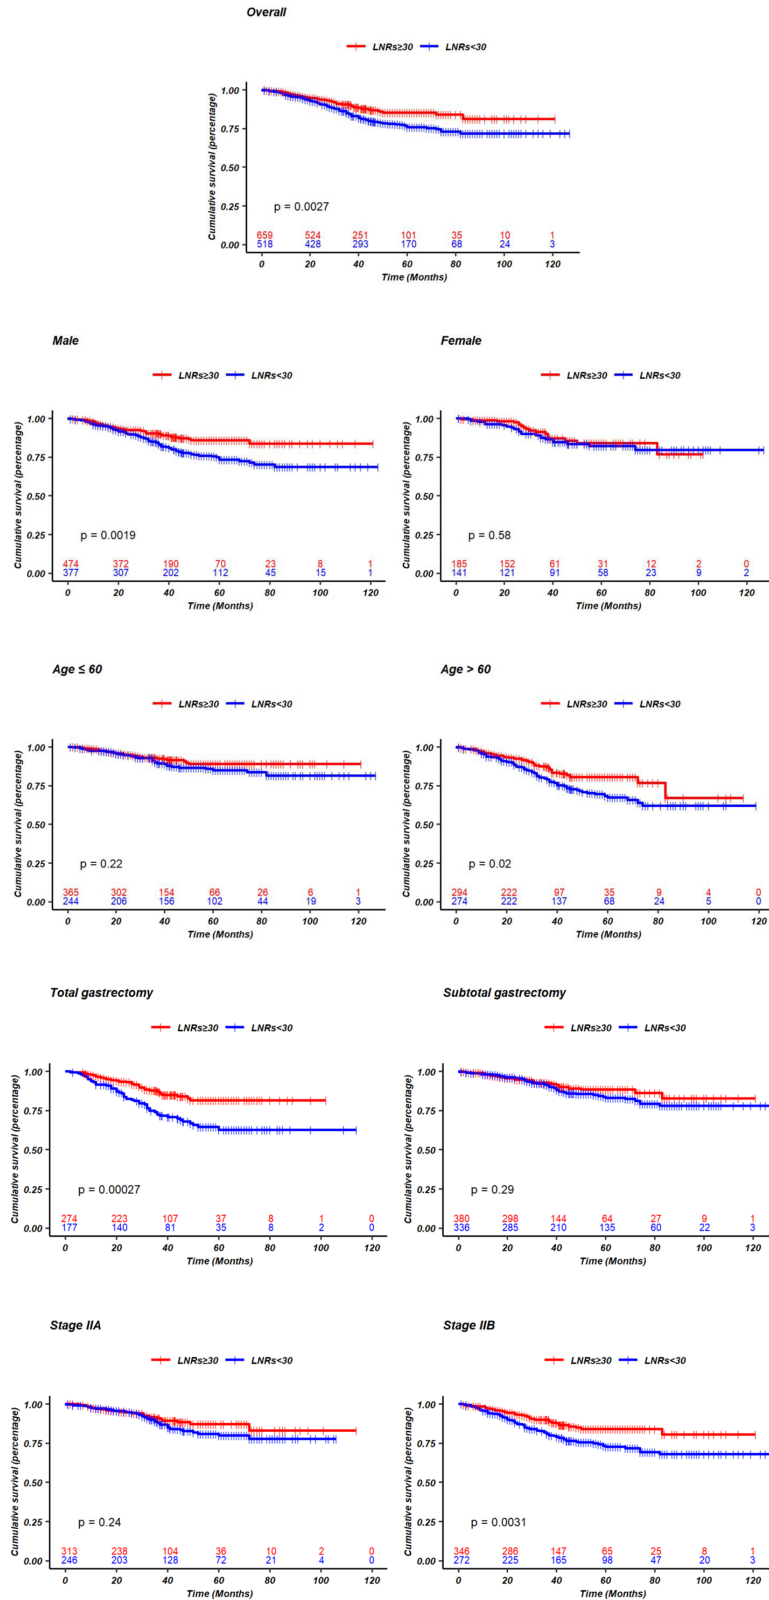 Overall
LNRs≥30 LNRs<30
Cumulative survival (percentage)
1.00
0.75
0.50
0.25
0.00
p = 0.0027
659 524 251 101 35 10 1
518 428 293 170 68 24 3
0 20 40 60 80 100 120
Time (Months)
Male
LNRs≥30 LNRs<30
Cumulative survival (percentage)
1.00
0.75
0.50
0.25
0.00
p = 0.0019
474 372 190 70 23 8 1
377 307 202 112 45 15 1
0 20 40 60 80 100 120
Time (Months)
Female
LNRs≥30 LNRs<30
Cumulative survival (percentage)
1.00
0.75
0.50
0.25
0.00
p = 0.58
185 152 61 31 12 2 0
141 121 91 58 23 9 2
0 20 40 60 80 100 120
Time (Months)
Age ≤ 60
LNRs≥30 LNRs<30
Cumulative survival (percentage)
1.00
0.75
0.50
0.25
0.00
p = 0.22
365 302 154 66 26 6 1
244 206 156 102 44 19 3
0 20 40 60 80 100 120
Time (Months)
Age > 60
LNRs≥30 LNRs<30
Cumulative survival (percentage)
1.00
0.75
0.50
0.25
0.00
p = 0.02
294 222 97 35 9 4 0
274 222 137 68 24 5 0
0 20 40 60 80 100 120
Time (Months)
Total gastrectomy
LNRs≥30 LNRs<30
Cumulative survival (percentage)
1.00
0.75
0.50
0.25
0.00
p = 0.00027
274 223 107 37 8 1 0
177 140 81 35 8 2 0
0 20 40 60 80 100 120
Time (Months)
Subtotal gastrectomy
LNRs≥30 LNRs<30
Cumulative survival (percentage)
1.00
0.75
0.50
0.25
0.00
p = 0.29
380 298 144 64 27 9 1
336 285 210 135 60 22 3
0 20 40 60 80 100 120
Time (Months)
Stage IIA
LNRs≥30 LNRs<30
Cumulative survival (percentage)
1.00
0.75
0.50
0.25
0.00
p = 0.24
313 238 104 36 10 2 0
246 203 128 72 21 4 0
0 20 40 60 80 100 120
Time (Months)
Stage IIB
LNRs≥30 LNRs<30
Cumulative survival (percentage)
1.00
0.75
0.50
0.25
0.00
p = 0.0031
346 286 147 65 25 8 1
272 225 165 98 47 20 3
0 20 40 60 80 100 120
Time (Months)